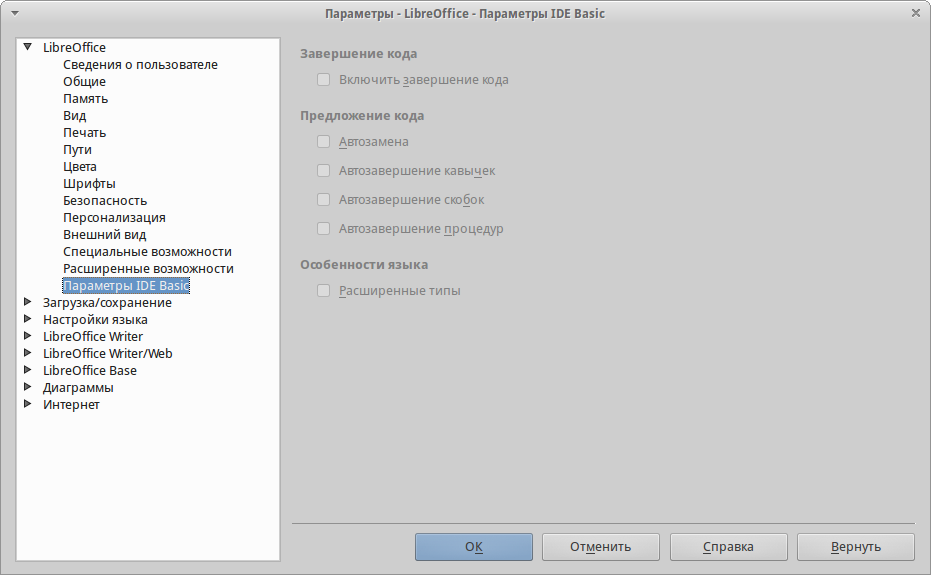 Параметры - LibreOffice - Параметры IDE Basic
LibreOffice
Сведения о пользователе
Общие
Память
Вид
Печать
Пути
Цвета
Шрифты
Безопасность
Персонализация
Внешний вид
Специальные возможности
Расширенные возможности
Параметры IDE Basic
Загрузка/сохранение
Настройки языка
LibreOffice Writer
LibreOffice Writer/Web
LibreOffice Base
Диаграммы
Интернет
Завершение кода
Включить завершение кода
Предложение кода
Автозамена
Автозавершение кавычек
Автозавершение скобок
Автозавершение процедур
Особенности языка
Расширенные типы
OK
Отменить
Справка
Вернуть